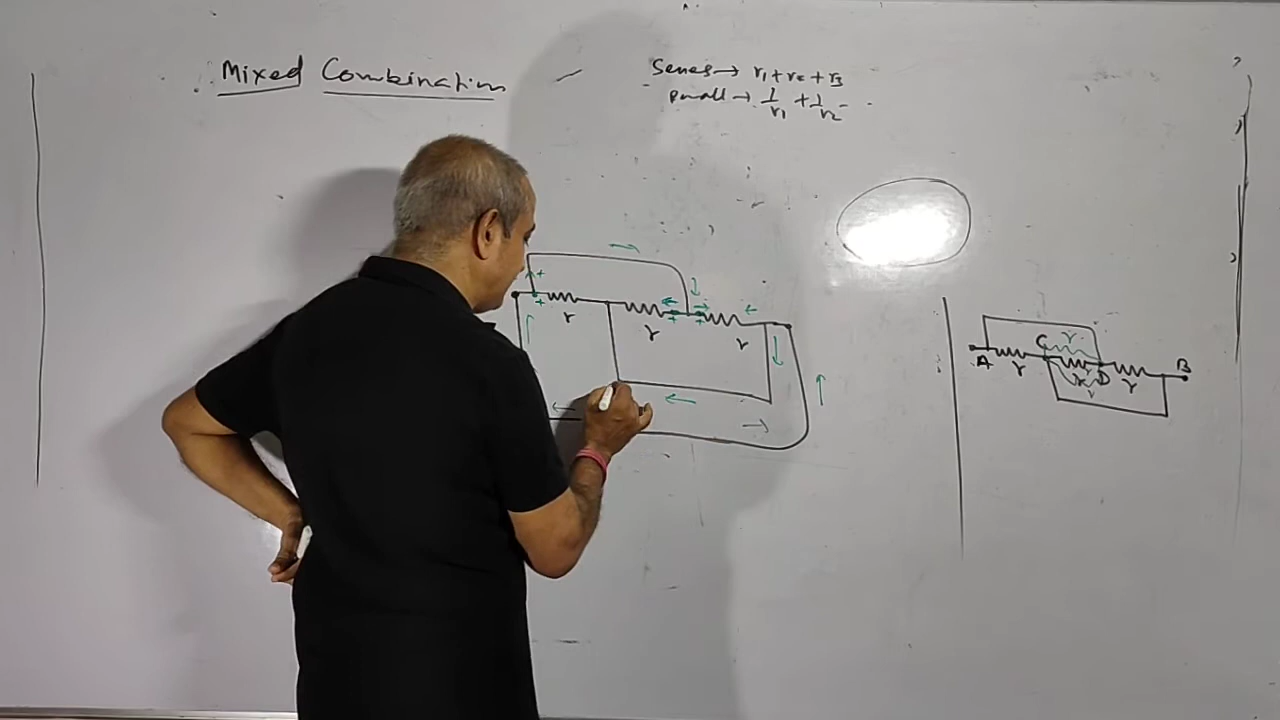 Mixed Combination
Series → r1 + r2 + r3
Parall → 1/r1 + 1/r2 -
r
r
r
A
r
C
r
r
D
r
r
B